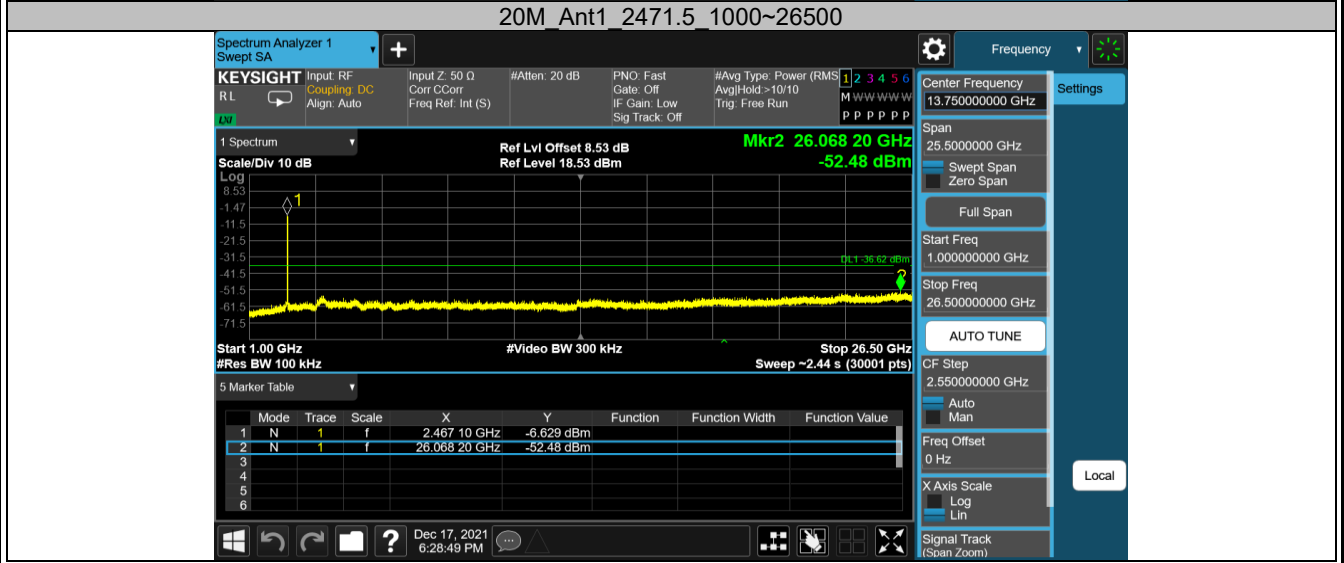 20M_Ant1_2471.5_1000~26500
Spectrum Analyzer 1
Swept SA
+
Frequency
KEYSIGHT
RL
LXI
Input: RF
Coupling: DC
Align: Auto
Input Z: 50 Ω
Corr CCorr
Freq Ref: Int (S)
#Atten: 20 dB
PNO: Fast
Gate: Off
IF Gain: Low
Sig Track: Off
#Avg Type: Power (RMS
Avg|Hold:>10/10
Trig: Free Run
1 2 3 4 5 6
M W W W W W
P P P P P P
1 Spectrum
Scale/Div 10 dB
Ref Lvl Offset 8.53 dB
Ref Level 18.53 dBm
Mkr2 26.068 20 GHz
-52.48 dBm
Log
8.53
-1.47
-11.5
-21.5
-31.5
-41.5
-51.5
-61.5
-71.5
1
DL1 -36.62 dBm
2
Start 1.00 GHz
#Video BW 300 kHz
Stop 26.50 GHz
#Res BW 100 kHz
Sweep ~2.44 s (30001 pts)
5 Marker Table
Mode Trace Scale X Y Function Function Width Function Value
1 N 1 f 2.467 10 GHz -6.629 dBm
2 N 1 f 26.068 20 GHz -52.48 dBm
3
4
5
6
Dec 17, 2021
6:28:49 PM
?
Center Frequency
13.750000000 GHz
Span
25.5000000 GHz
Swept Span
Zero Span
Full Span
Start Freq
1.000000000 GHz
Stop Freq
26.500000000 GHz
AUTO TUNE
CF Step
2.550000000 GHz
Auto
Man
Freq Offset
0 Hz
X Axis Scale
Log
Lin
Signal Track
(Span Zoom)
Settings
Local